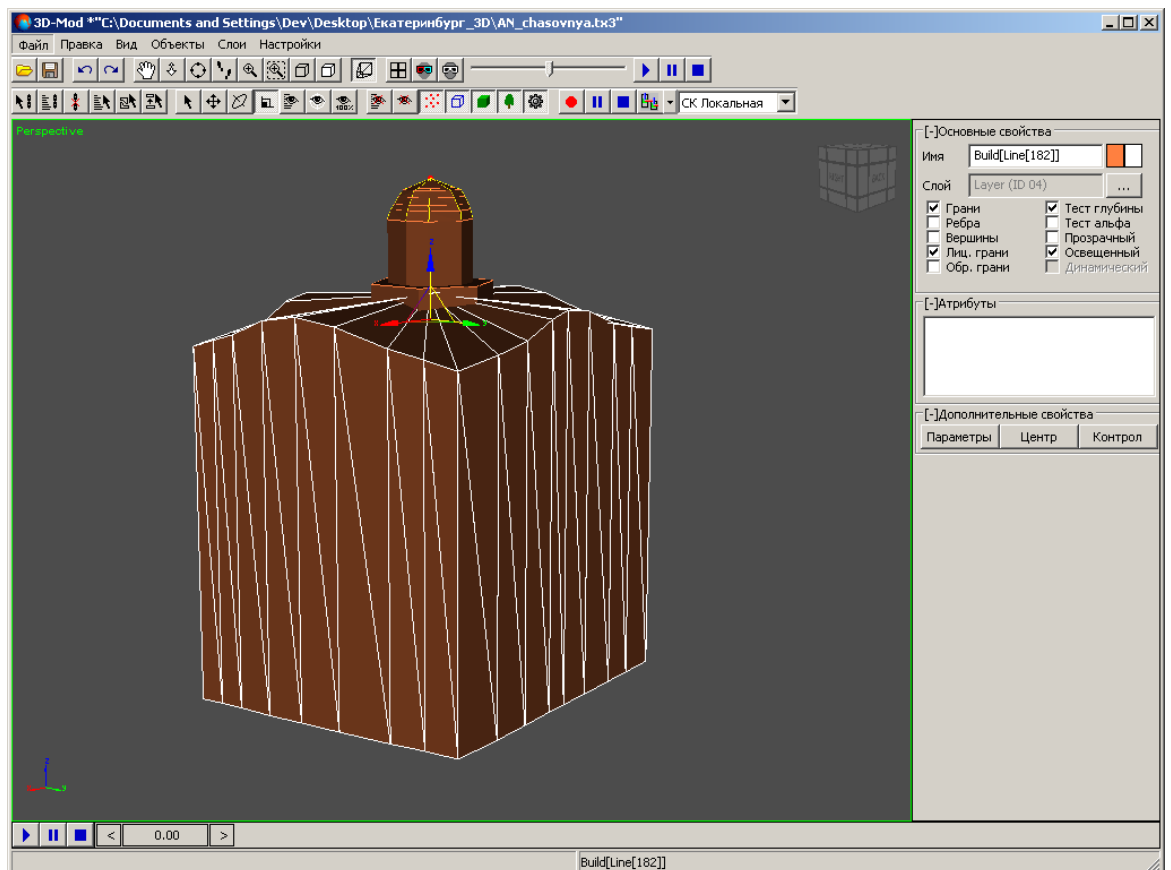 3D-Mod *"C:\Documents and Settings\Dev\Desktop\Екатеринбург_3D\AN_chasovnya.tx3"
Файл Правка Вид Объекты Слои Настройки
100%
СК Локальная
Perspective
[-]Основные свойства
Имя Build[Line[182]]
Слой Layer (ID 04) ...
Грани Тест глубины
Ребра Тест альфа
Вершины Прозрачный
Лиц. грани Освещенный
Обр. грани Динамический
[-]Атрибуты
[-]Дополнительные свойства
Параметры Центр Контрол
z
x y
z
< 0.00 >
Build[Line[182]]